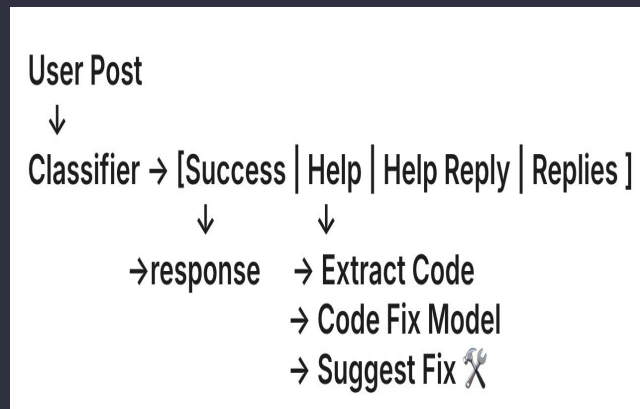 User Post
↓
Classifier → [Success | Help | Help Reply | Replies ]
↓ ↓
→response → Extract Code
→ Code Fix Model
→ Suggest Fix 🛠